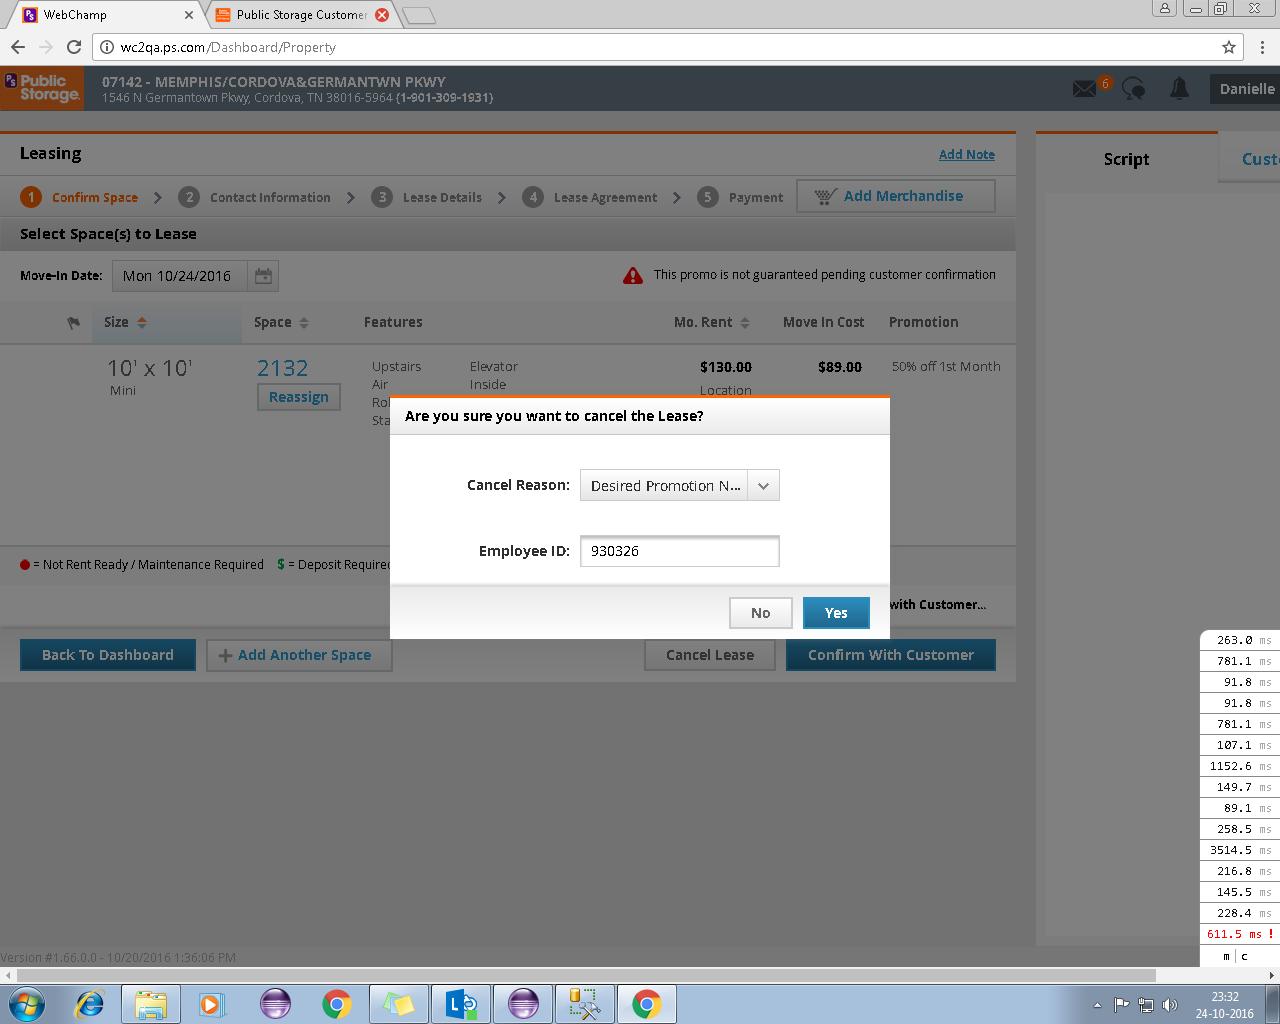 WebChamp
Public Storage Customer
wc2qa.ps.com/Dashboard/Property
Public Storage.
07142 - MEMPHIS/CORDOVA&GERMANTWN PKWY
1546 N Germantown Pkwy, Cordova, TN 38016-5964 (1-901-309-1931)
6
Danielle
Leasing
Add Note
Script
Custo
1 Confirm Space
2 Contact Information
3 Lease Details
4 Lease Agreement
5 Payment
Add Merchandise
Select Space(s) to Lease
Move-In Date: Mon 10/24/2016
This promo is not guaranteed pending customer confirmation
Size Space Features Mo. Rent Move In Cost Promotion
10' x 10' 2132 Upstairs Elevator $130.00 $89.00 50% off 1st Month
Mini Reassign Air Inside Location
Rol
Sta
Are you sure you want to cancel the Lease?
Cancel Reason: Desired Promotion N...
Employee ID: 930326
No Yes
= Not Rent Ready / Maintenance Required $ = Deposit Required
with Customer...
Back To Dashboard
+ Add Another Space
Cancel Lease
Confirm With Customer
263.0 ms
781.1 ms
91.8 ms
91.8 ms
781.1 ms
107.1 ms
1152.6 ms
149.7 ms
89.1 ms
258.5 ms
3514.5 ms
216.8 ms
145.5 ms
228.4 ms
611.5 ms !
m | c
Version #1.66.0.0 - 10/20/2016 1:36:06 PM
23:32
24-10-2016